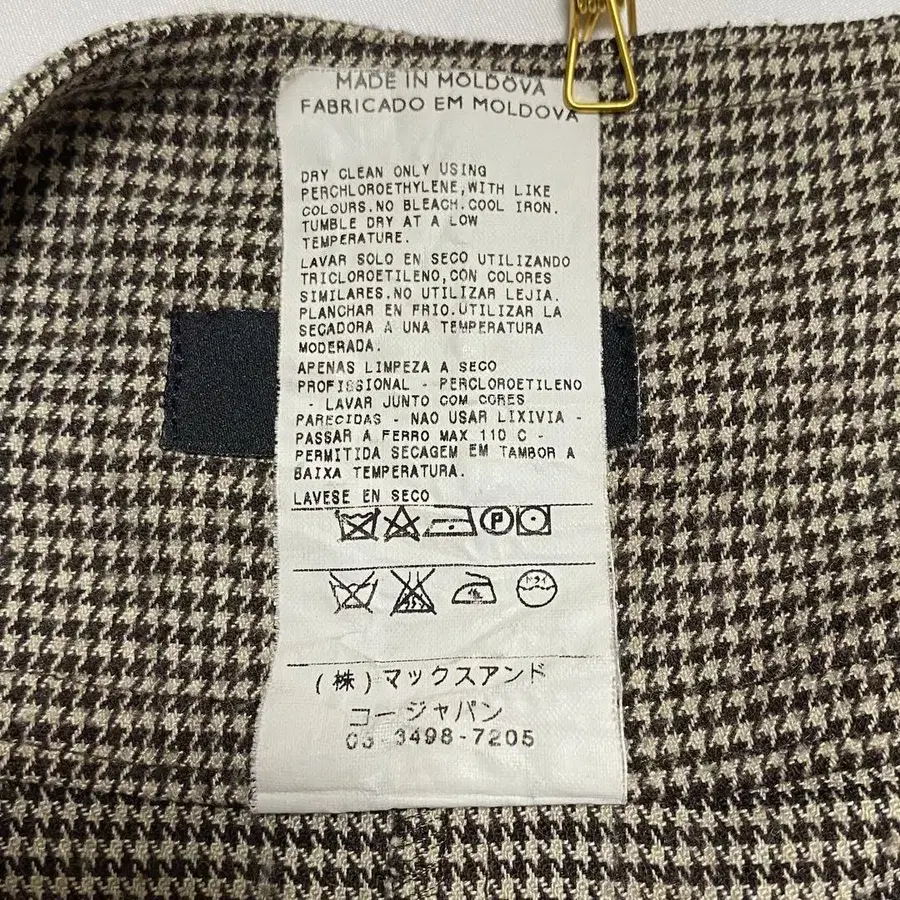 MADE IN MOLDOVA
FABRICADO EM MOLDOVA
DRY CLEAN ONLY USING
PERCHLOROETHYLENE,WITH LIKE
COLOURS.NO BLEACH.COOL IRON.
TUMBLE DRY AT A LOW
TEMPERATURE.
LAVAR SOLO EN SECO UTILIZANDO
TRICLOROETILENO,CON COLORES
SIMILARES.NO UTILIZAR LEJIA.
PLANCHAR EN FRIO.UTILIZAR LA
SECADORA A UNA TEMPERATURA
MODERADA.
APENAS LIMPEZA A SECO
PROFISSIONAL - PERCLOROETILENO
- LAVAR JUNTO COM CORES
PARECIDAS - NAO USAR LIXIVIA -
PASSAR A FERRO MAX 110 C -
PERMITIDA SECAGEM EM TAMBOR A
BAIXA TEMPERATURA.
LAVESE EN SECO
P
ドライ
(株)マックスアンド
コージャパン
03 3498-7205